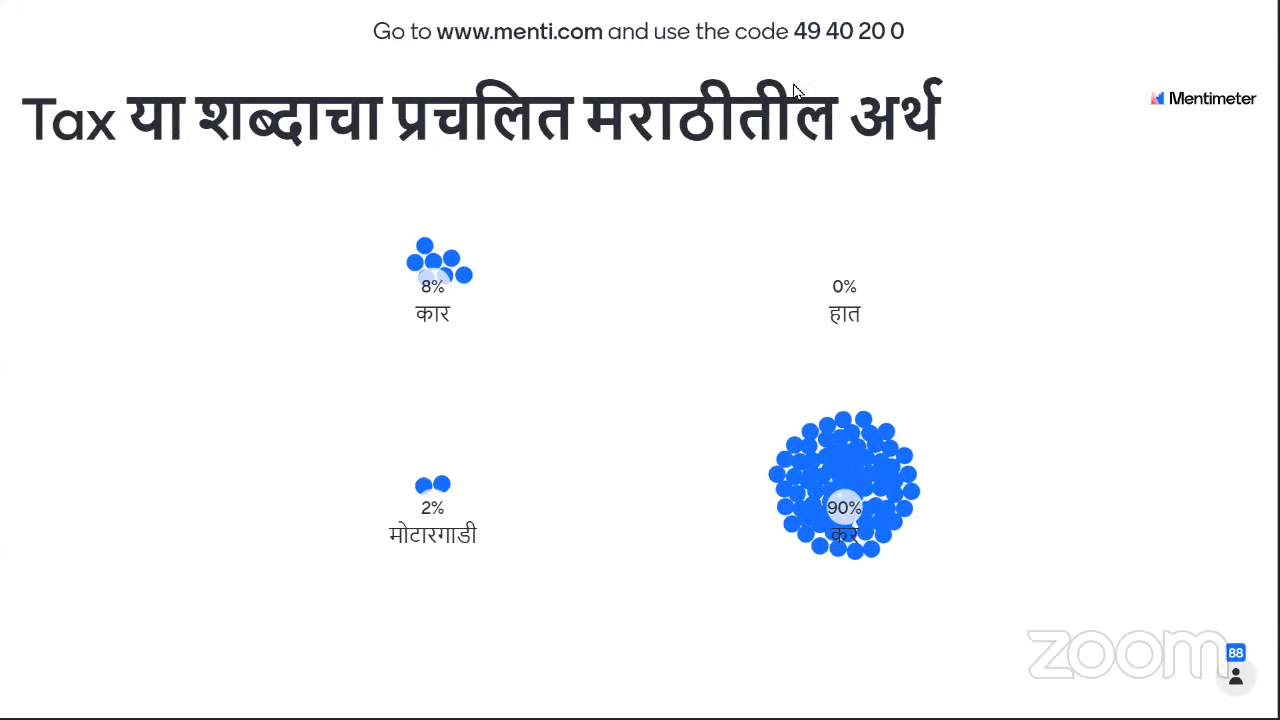 Go to www.menti.com and use the code 49 40 20 0
Tax या शब्दाचा प्रचलित मराठीतील अर्थ
Mentimeter
8%
कार
0%
हात
2%
मोटारगाडी
90%
कर
zoom
88